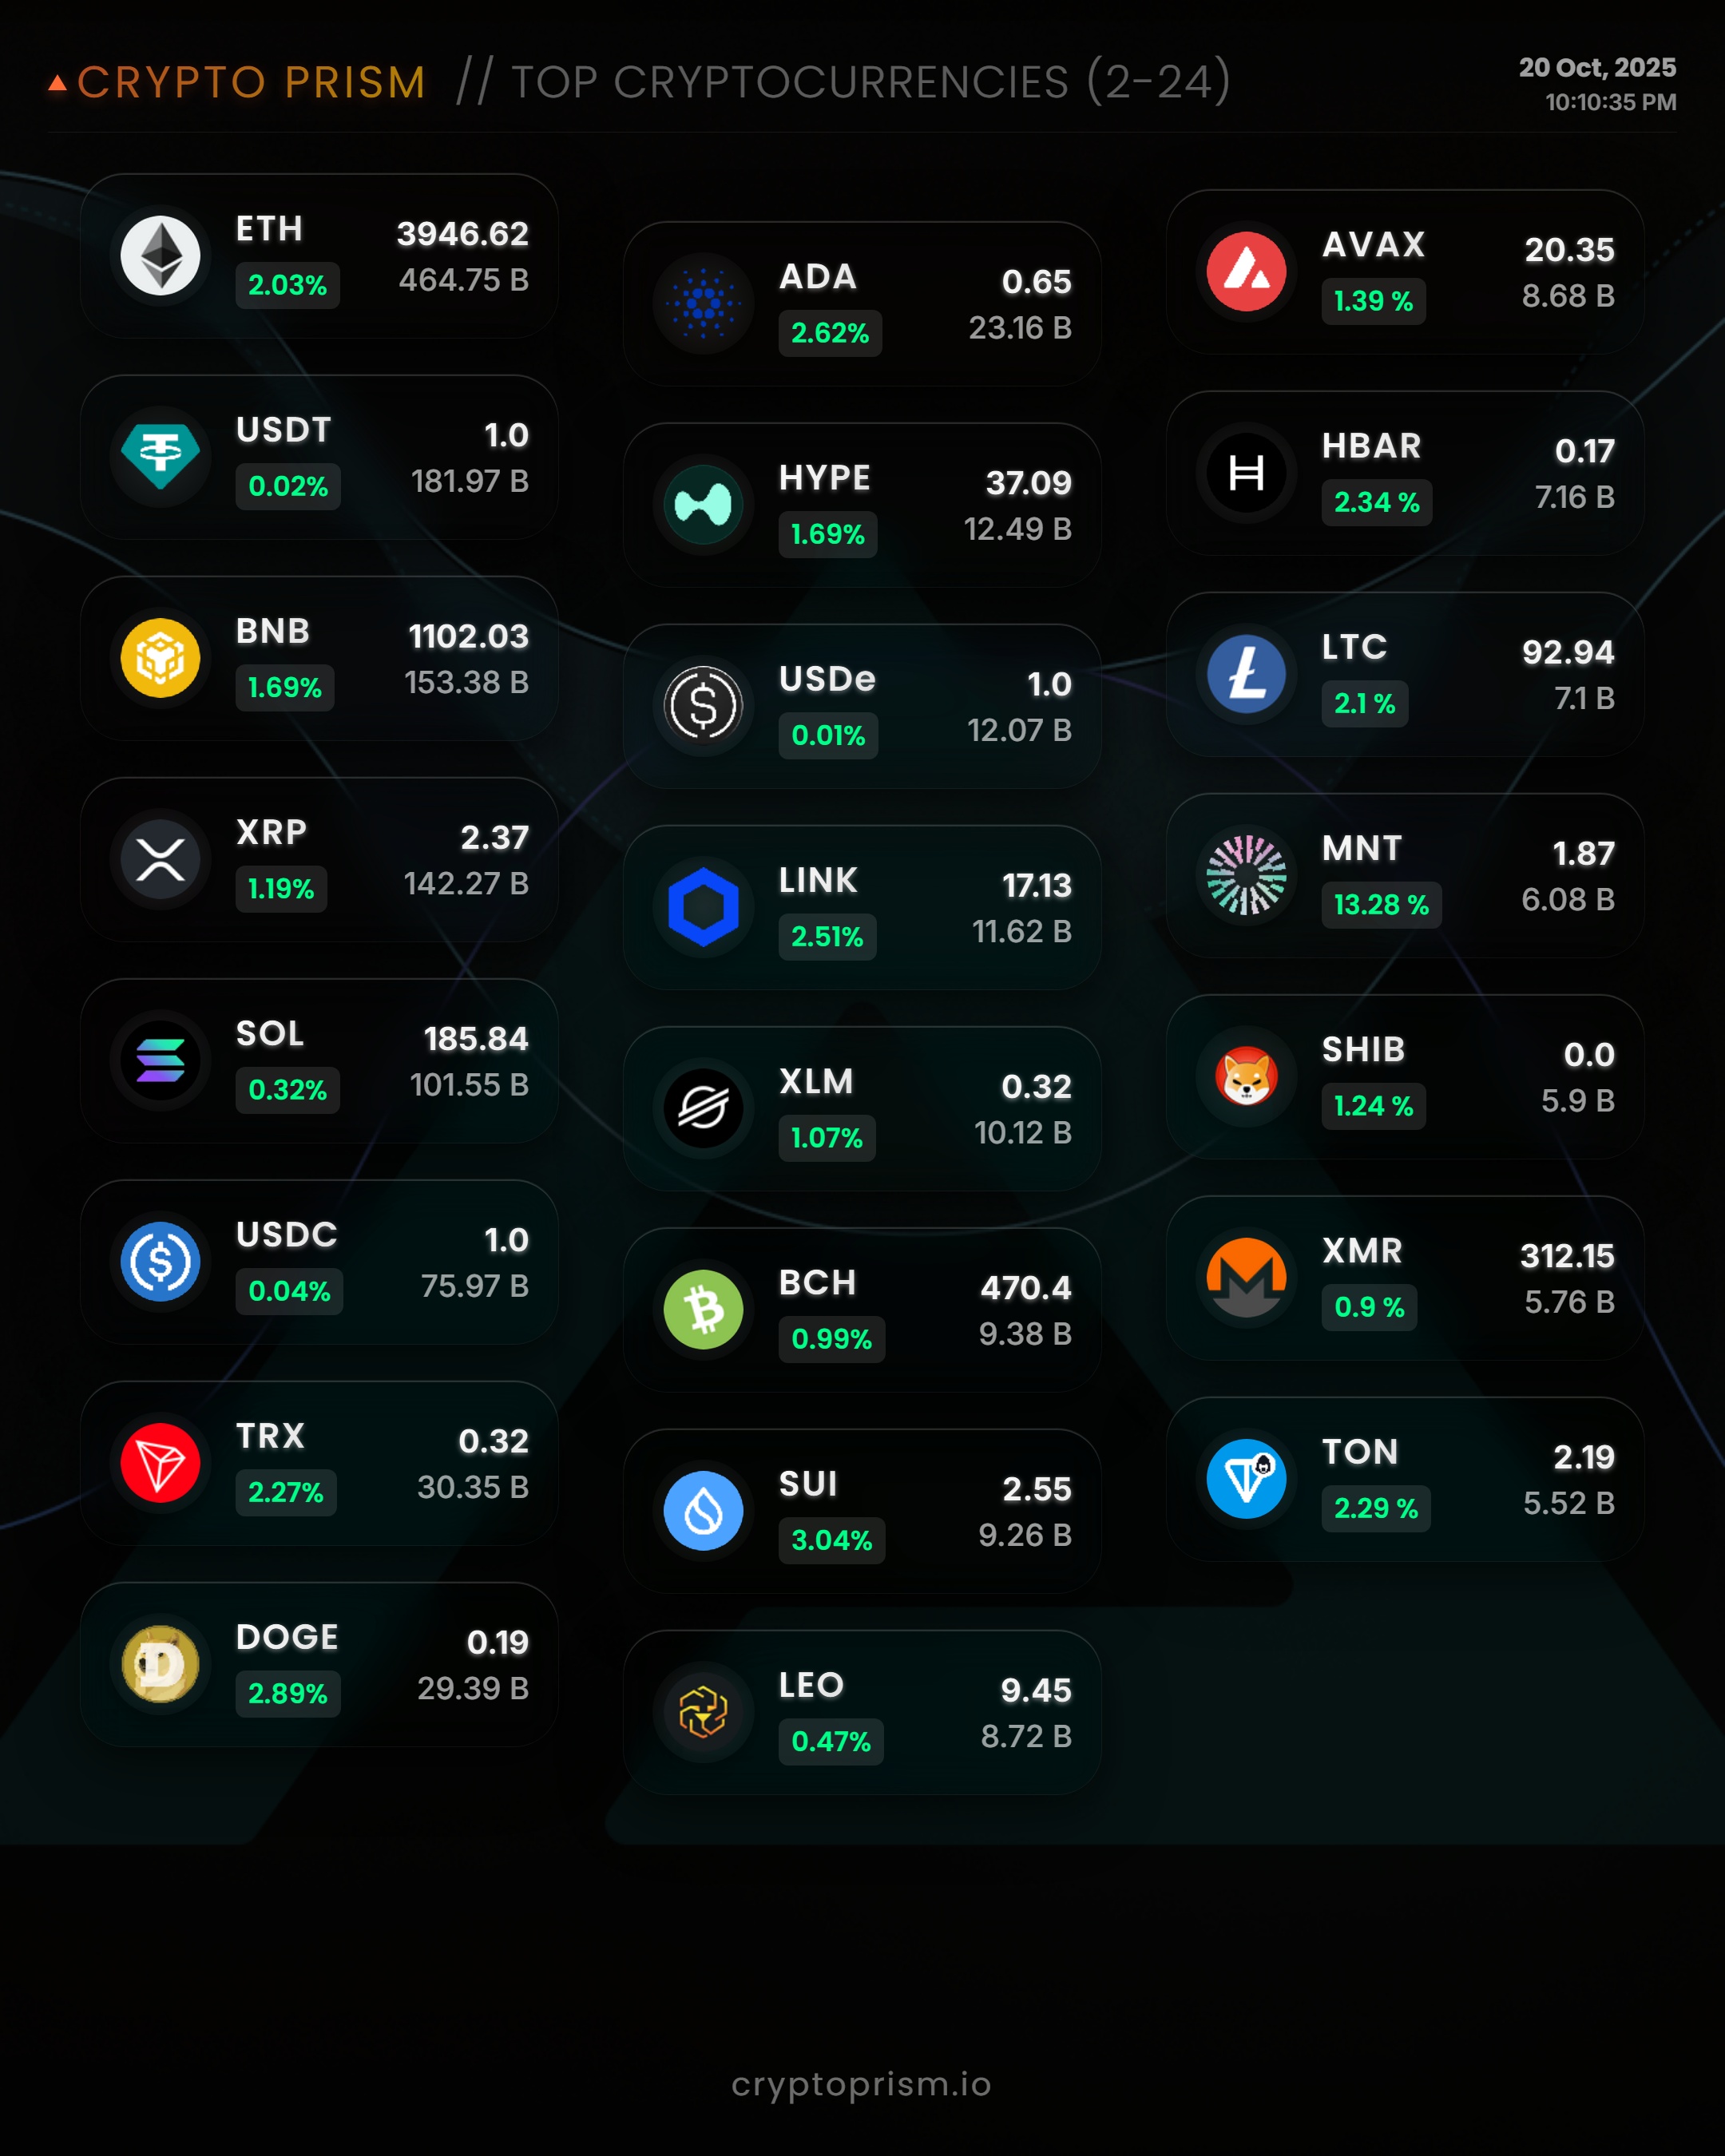 CRYPTO PRISM // TOP CRYPTOCURRENCIES (2-24)
20 Oct, 2025
10:10:35 PM
ETH 3946.62
2.03% 464.75 B
USDT 1.0
0.02% 181.97 B
BNB 1102.03
1.69% 153.38 B
XRP 2.37
1.19% 142.27 B
SOL 185.84
0.32% 101.55 B
USDC 1.0
0.04% 75.97 B
TRX 0.32
2.27% 30.35 B
DOGE 0.19
2.89% 29.39 B
ADA 0.65
2.62% 23.16 B
HYPE 37.09
1.69% 12.49 B
USDe 1.0
0.01% 12.07 B
LINK 17.13
2.51% 11.62 B
XLM 0.32
1.07% 10.12 B
BCH 470.4
0.99% 9.38 B
SUI 2.55
3.04% 9.26 B
LEO 9.45
0.47% 8.72 B
AVAX 20.35
1.39 % 8.68 B
HBAR 0.17
2.34 % 7.16 B
LTC 92.94
2.1 % 7.1 B
MNT 1.87
13.28 % 6.08 B
SHIB 0.0
1.24 % 5.9 B
XMR 312.15
0.9 % 5.76 B
TON 2.19
2.29 % 5.52 B
cryptoprism.io